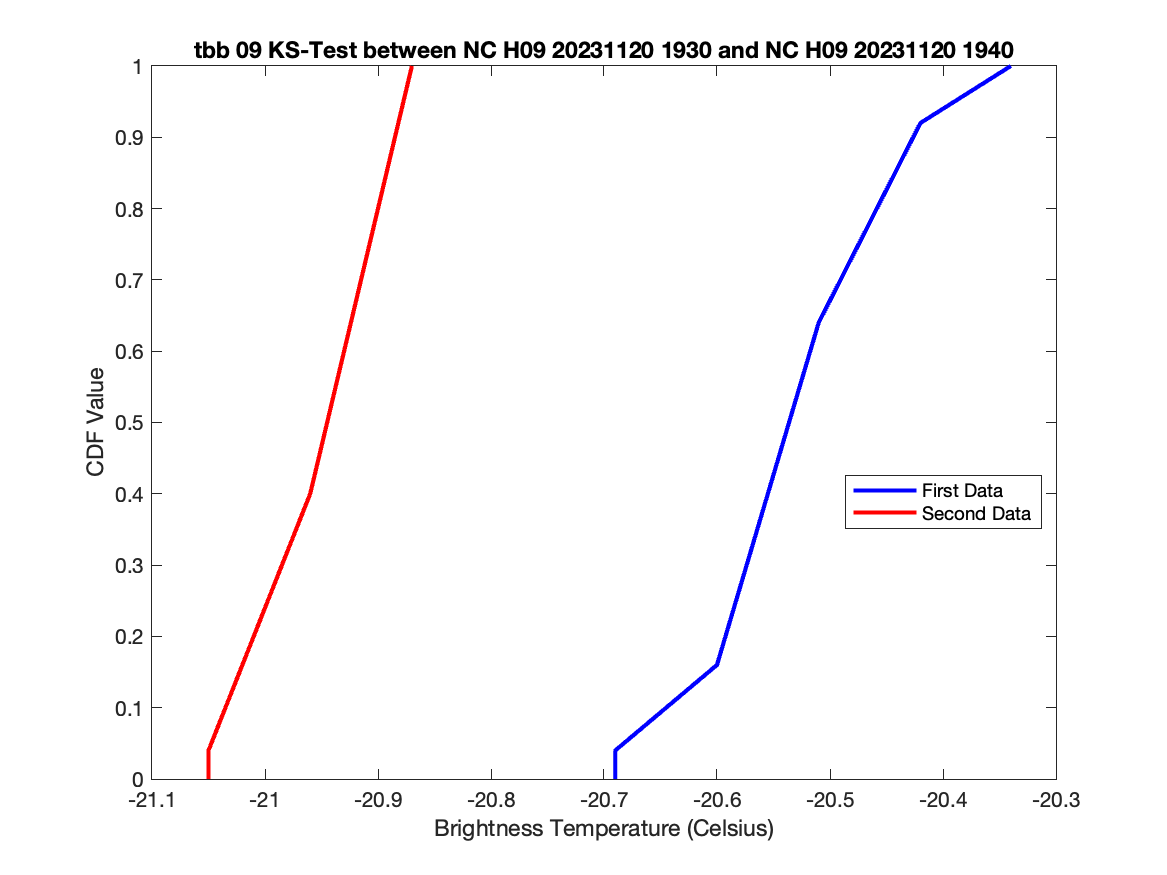 tbb 09 KS-Test between NC H09 20231120 1930 and NC H09 20231120 1940
1
0.9
0.8
0.7
0.6
0.5
0.4
0.3
0.2
0.1
0
CDF Value
First Data
Second Data
-21.1 -21 -20.9 -20.8 -20.7 -20.6 -20.5 -20.4 -20.3
Brightness Temperature (Celsius)